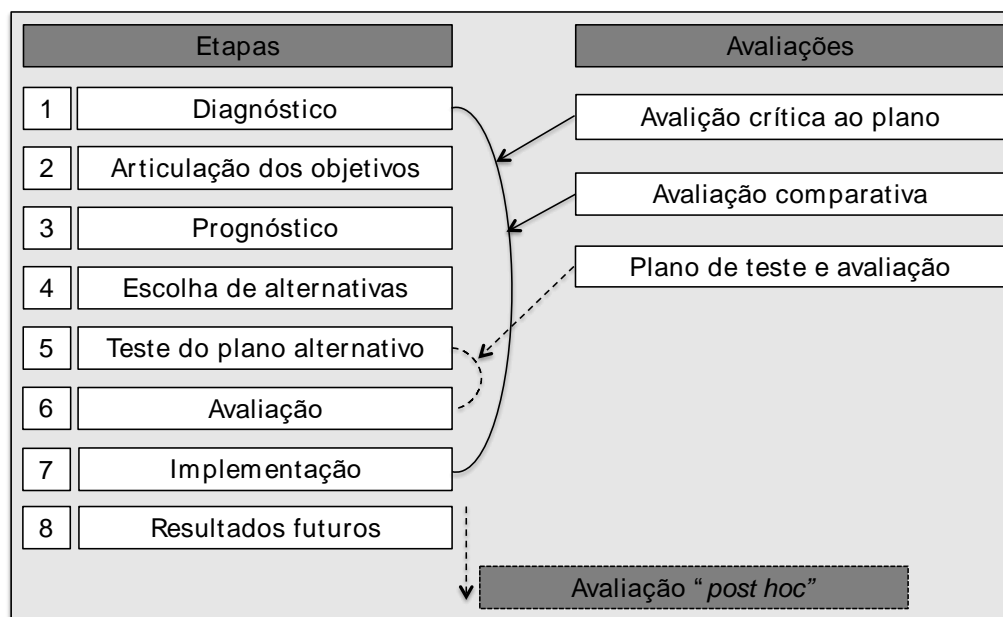 Etapas
1 Diagnóstico
2 Articulação dos objetivos
3 Prognóstico
4 Escolha de alternativas
5 Teste do plano alternativo
6 Avaliação
7 Implementação
8 Resultados futuros
Avaliações
Avalição crítica ao plano
Avaliação comparativa
Plano de teste e avaliação
Avaliação “ post hoc”